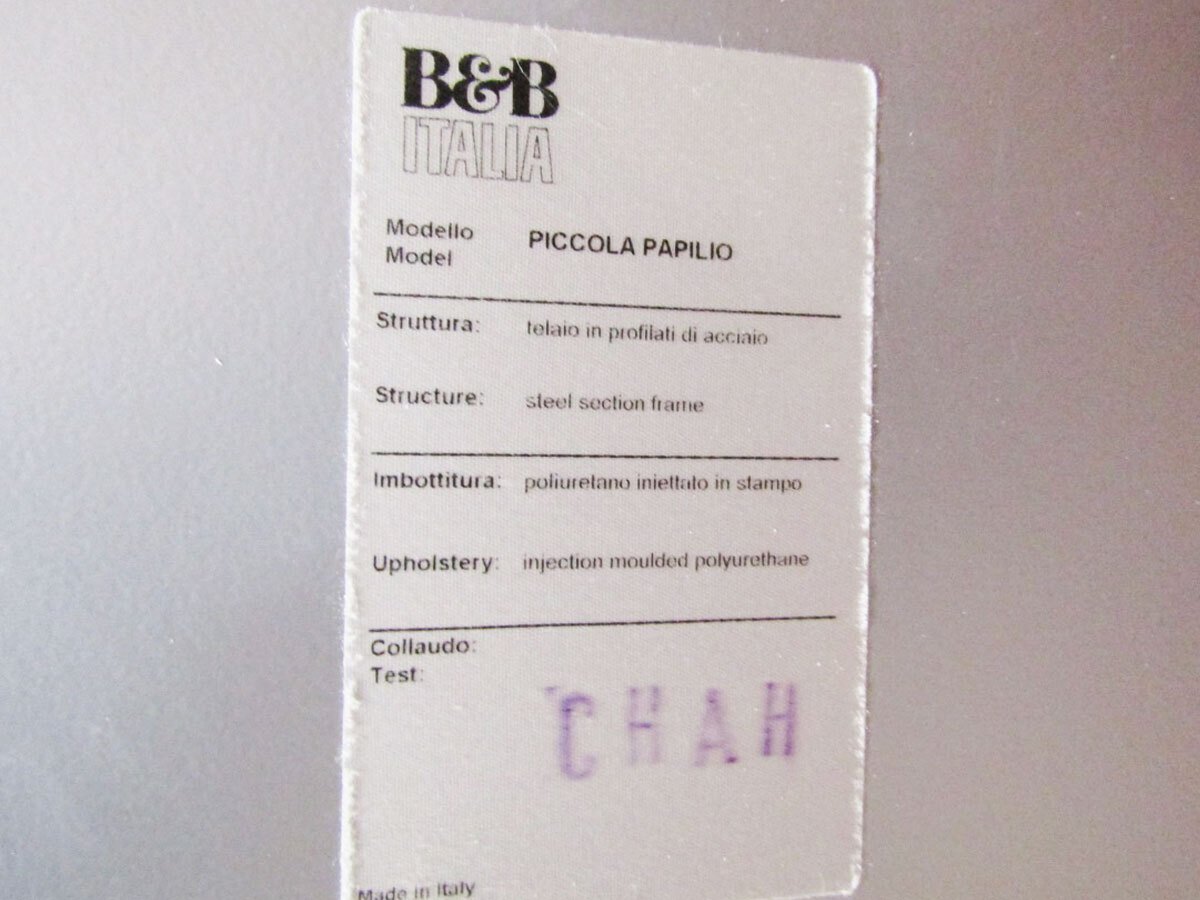 B&B
ITALIA
Modello
Model
PICCOLA PAPILIO
Struttura: telaio in profilati di acciaio
Structure: steel section frame
Imbottitura: poliuretano iniettato in stampo
Upholstery: injection moulded polyurethane
Collaudo:
Test:
CHAH
Made in Italy